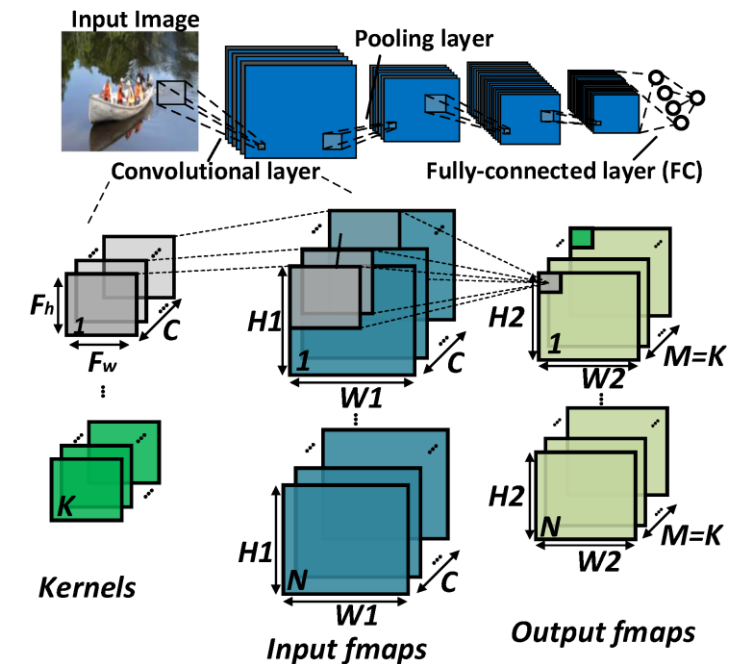 Input Image
Pooling layer
Convolutional layer
Fully-connected layer (FC)
Fh
1
Fw
C
H1
1
W1
C
H2
1
W2
M=K
K
H1
N
W1
C
H2
N
W2
M=K
Kernels
Input fmaps
Output fmaps